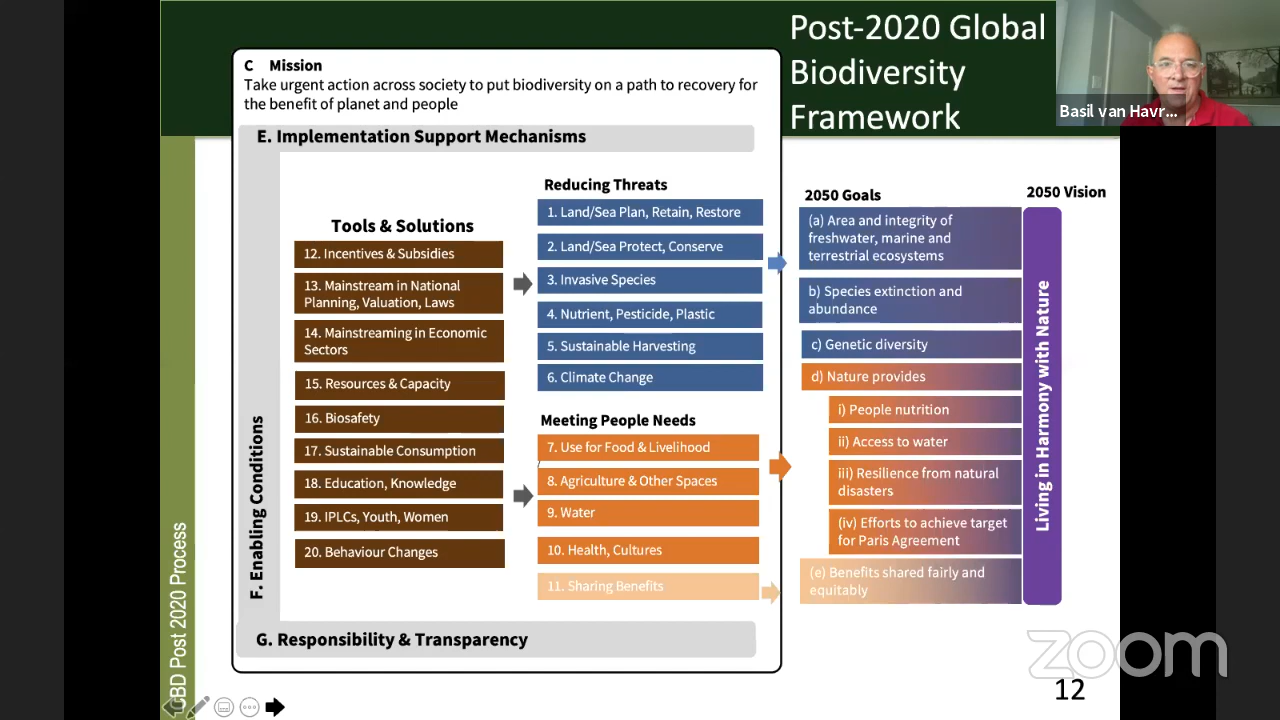 Post-2020 Global
Biodiversity
Framework
Basil van Havr...
C Mission
Take urgent action across society to put biodiversity on a path to recovery for
the benefit of planet and people
E. Implementation Support Mechanisms
F. Enabling Conditions
Tools & Solutions
12. Incentives & Subsidies
13. Mainstream in National
Planning, Valuation, Laws
14. Mainstreaming in Economic
Sectors
15. Resources & Capacity
16. Biosafety
17. Sustainable Consumption
18. Education, Knowledge
19. IPLCs, Youth, Women
20. Behaviour Changes
Reducing Threats
1. Land/Sea Plan, Retain, Restore
2. Land/Sea Protect, Conserve
3. Invasive Species
4. Nutrient, Pesticide, Plastic
5. Sustainable Harvesting
6. Climate Change
Meeting People Needs
7. Use for Food & Livelihood
8. Agriculture & Other Spaces
9. Water
10. Health, Cultures
11. Sharing Benefits
2050 Goals
(a) Area and integrity of
freshwater, marine and
terrestrial ecosystems
b) Species extinction and
abundance
c) Genetic diversity
d) Nature provides
i) People nutrition
ii) Access to water
iii) Resilience from natural
disasters
(iv) Efforts to achieve target
for Paris Agreement
(e) Benefits shared fairly and
equitably
2050 Vision
Living in Harmony with Nature
G. Responsibility & Transparency
CBD Post 2020 Process
zoom
12